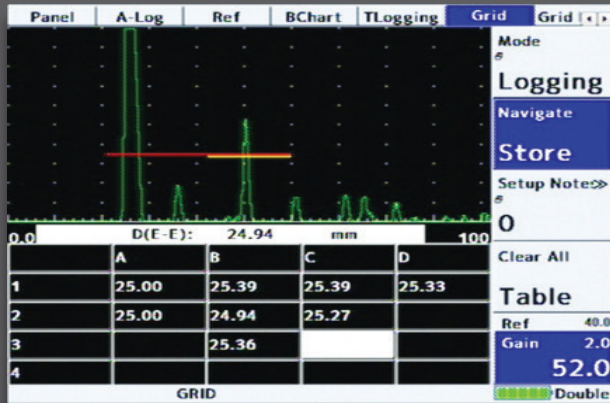 Panel A-Log Ref BChart TLogging Grid Grid
Mode
Logging
Navigate
Store
Setup Notes
0
0.0 D(E-E): 24.94 mm 100
Clear All
Table
A B C D
1 25.00 25.39 25.39 25.33
2 25.00 24.94 25.27
3 25.36
4
Ref 40.0
Gain 2.0
52.0
GRID
Double